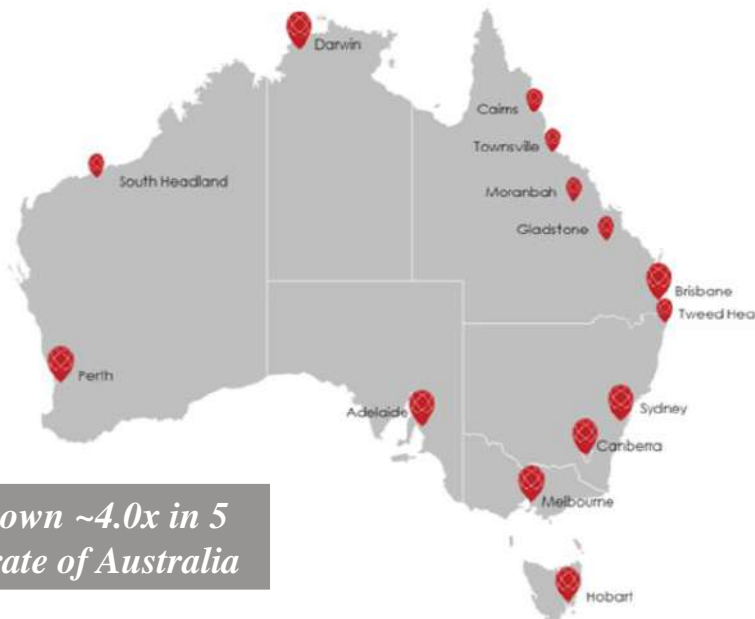 Darwin
Cairns
Townsville
South Headland
Moranbah
Gladstone
Brisbane
Tweed Hea
Perth
Adelaide
Sydney
Canberra
Melbourne
own ~4.0x in 5
rate of Australia
Hobart